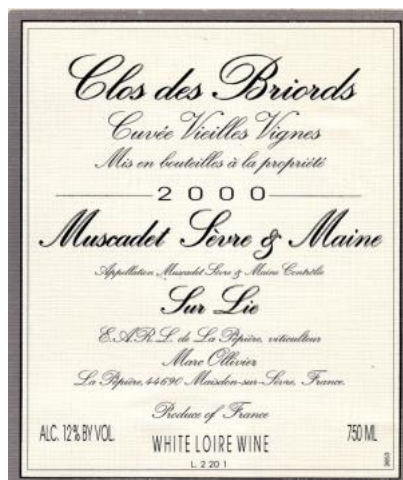 Clos des Briords
Cuvée Vieilles Vignes
Mis en bouteilles à la propriété
2000
Muscadet Sèvre & Maine
Appellation Muscadet Sèvre & Maine Contrôlée
Sur Lie
E.A.R.L. de La Pépière, viticulteur
Marc Ollivier
La Pépière, 44690 Maisdon-sur-Sèvre, France.
Produce of France
ALC. 12% BY VOL. WHITE LOIRE WINE 750 ML
L. 2 20 1